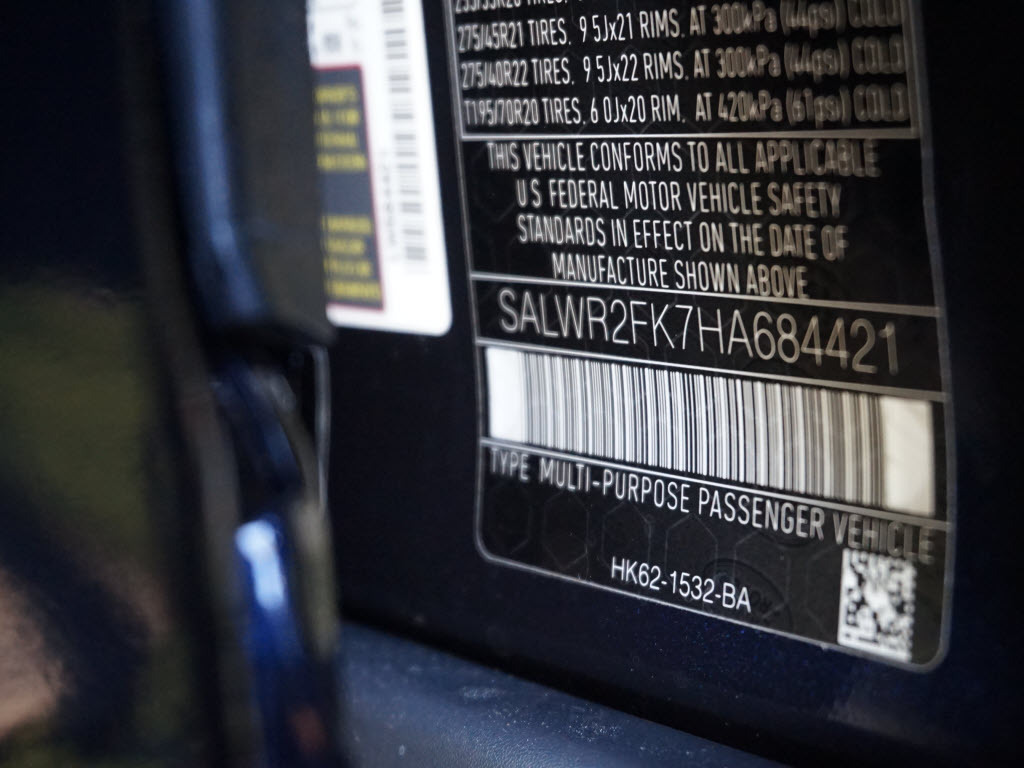 275/45R21 TIRES. 9 5Jx21 RIMS. AT 300kPa (44psi) COLD
275/40R22 TIRES. 9 5Jx22 RIMS. AT 300kPa (44psi) COLD
T195/70R20 TIRES. 6 0Jx20 RIM. AT 420kPa (61psi) COLD
THIS VEHICLE CONFORMS TO ALL APPLICABLE
U S FEDERAL MOTOR VEHICLE SAFETY
STANDARDS IN EFFECT ON THE DATE OF
MANUFACTURE SHOWN ABOVE
SALWR2FK7HA684421
TYPE MULTI-PURPOSE PASSENGER VEHICLE
HK62-1532-BA